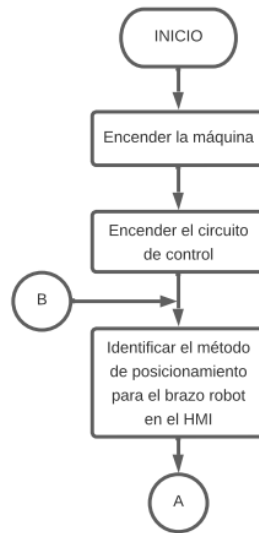 INICIO
Encender la máquina
Encender el circuito
de control
B
Identificar el método
de posicionamiento
para el brazo robot
en el HMI
A